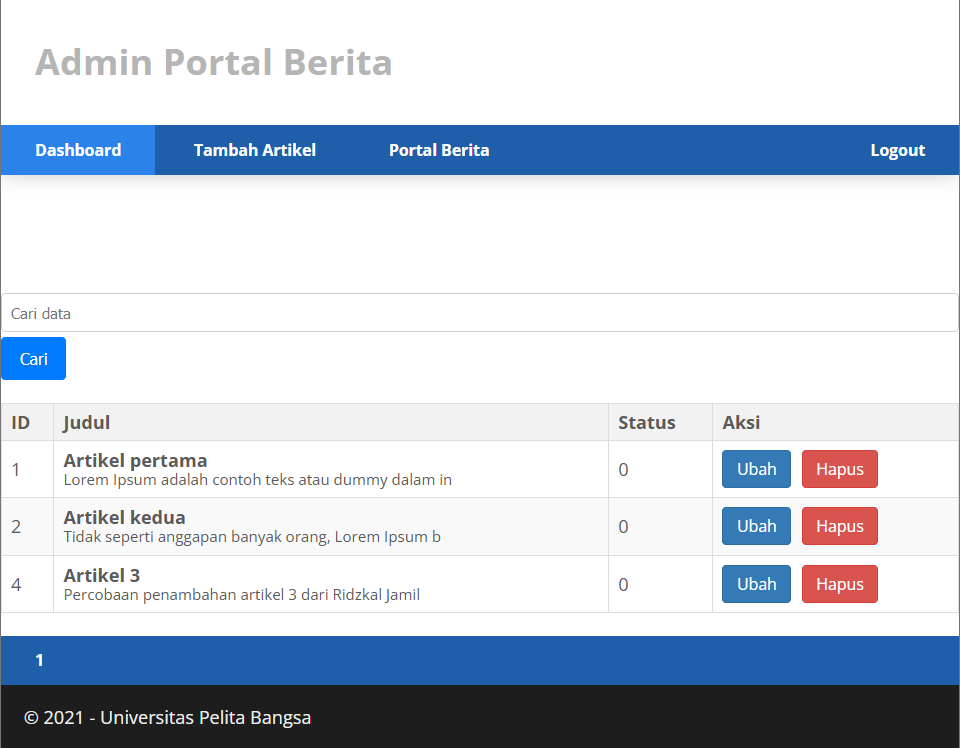 Admin Portal Berita
Dashboard Tambah Artikel Portal Berita Logout
Cari data
Cari
ID Judul Status Aksi
1 Artikel pertama 0 Ubah Hapus
Lorem Ipsum adalah contoh teks atau dummy dalam in
2 Artikel kedua 0 Ubah Hapus
Tidak seperti anggapan banyak orang, Lorem Ipsum b
4 Artikel 3 0 Ubah Hapus
Percobaan penambahan artikel 3 dari Ridzkal Jamil
1
© 2021 - Universitas Pelita Bangsa